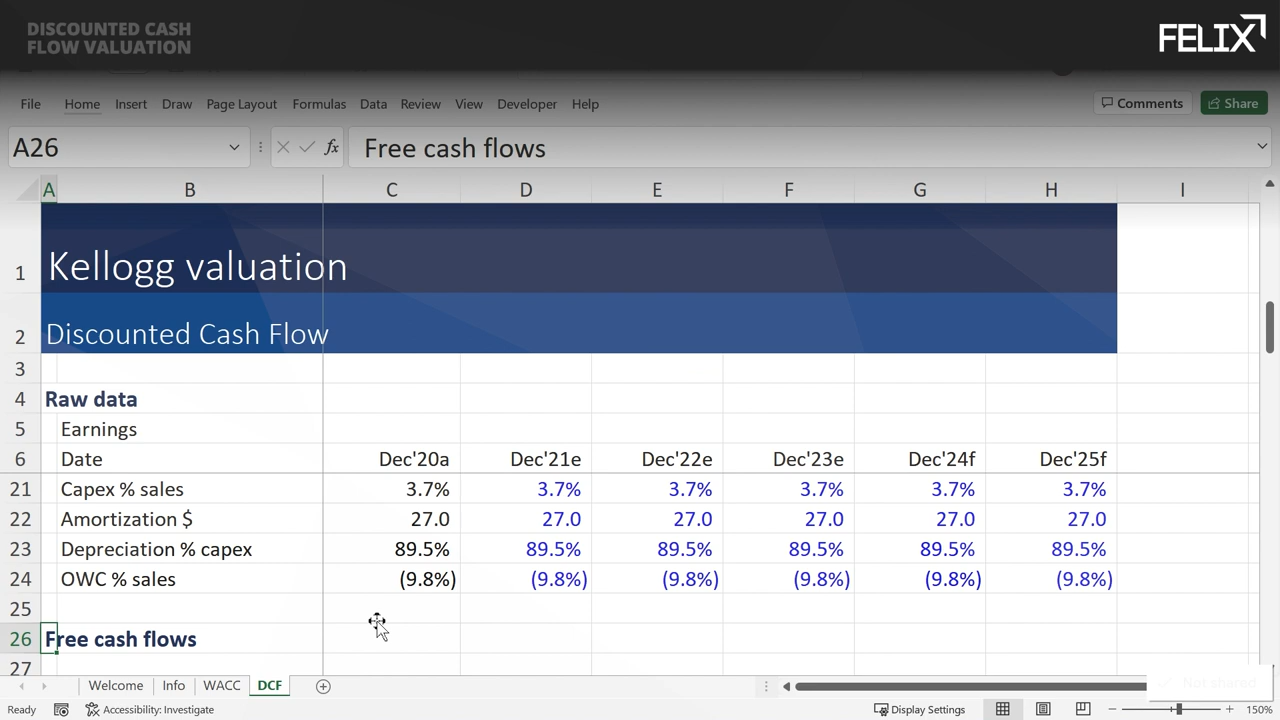 DISCOUNTED CASH
FLOW VALUATION
FELIX
File Home Insert Draw Page Layout Formulas Data Review View Developer Help Comments Share
A26 fx Free cash flows
A B C D E F G H I
1 Kellogg valuation
2 Discounted Cash Flow
3
4 Raw data
5 Earnings
6 Date Dec'20a Dec'21e Dec'22e Dec'23e Dec'24f Dec'25f
21 Capex % sales 3.7% 3.7% 3.7% 3.7% 3.7% 3.7%
22 Amortization $ 27.0 27.0 27.0 27.0 27.0 27.0
23 Depreciation % capex 89.5% 89.5% 89.5% 89.5% 89.5% 89.5%
24 OWC % sales (9.8%) (9.8%) (9.8%) (9.8%) (9.8%) (9.8%)
25
26 Free cash flows
27
Welcome Info WACC DCF Not shared
Ready Accessibility: Investigate Display Settings 150%